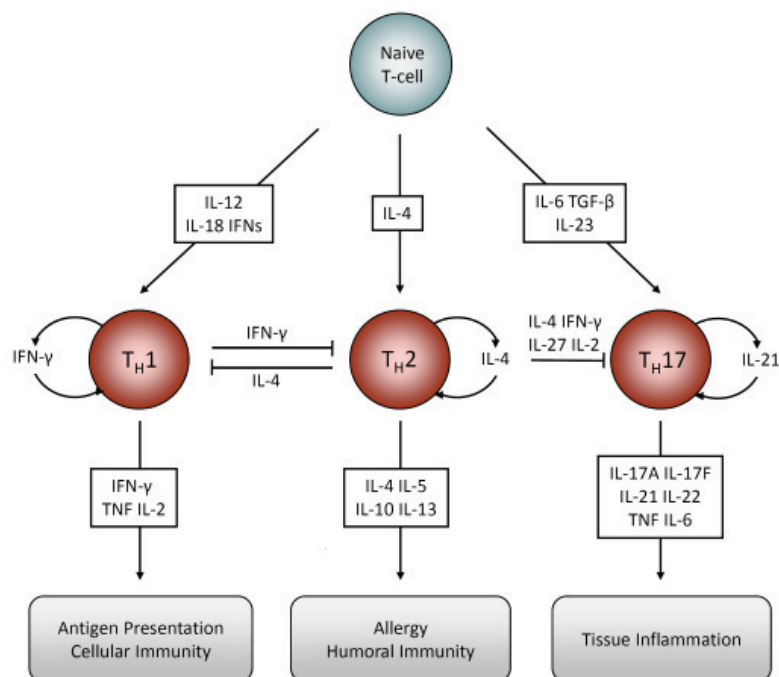 Naive
T-cell
IL-12
IL-18 IFNs
IL-4
IL-6 TGF-β
IL-23
IFN-γ
TH1
IFN-γ
IL-4
TH2
IL-4
IL-4 IFN-γ
IL-27 IL-2
TH17
IL-21
IFN-γ
TNF IL-2
IL-4 IL-5
IL-10 IL-13
IL-17A IL-17F
IL-21 IL-22
TNF IL-6
Antigen Presentation
Cellular Immunity
Allergy
Humoral Immunity
Tissue Inflammation